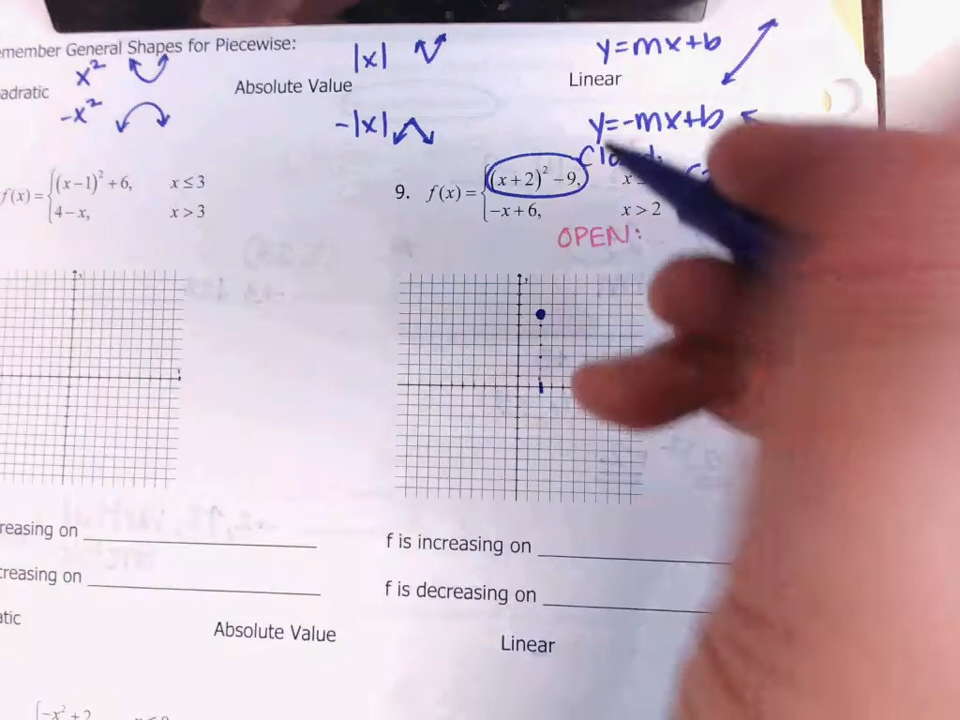 emember General Shapes for Piecewise:
adratic
x²
-x²
Absolute Value
|x|
-|x|
Linear
y=mx+b
y=-mx+b
f(x)={(x−1)²+6, x≤3
4−x, x>3
9. f(x)={(x+2)²−9, x
−x+6, x>2
OPEN:
reasing on
creasing on
f is increasing on
f is decreasing on
atic
Absolute Value
Linear
−x²+2